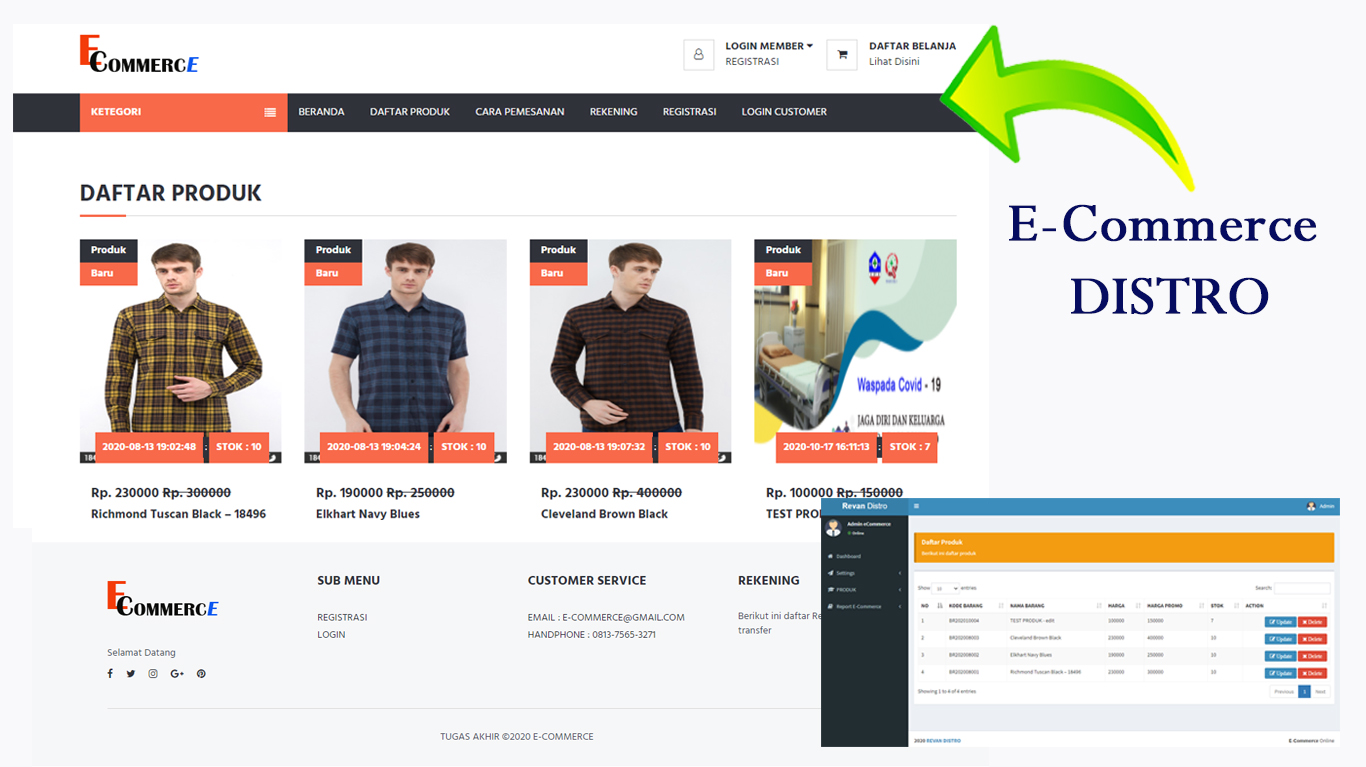 E COMMERCE
LOGIN MEMBER
REGISTRASI
DAFTAR BELANJA
Lihat Disini
KETEGORI
BERANDA
DAFTAR PRODUK
CARA PEMESANAN
REKENING
REGISTRASI
LOGIN CUSTOMER
E-Commerce
DISTRO
DAFTAR PRODUK
Produk
Baru
2020-08-13 19:02:48 : STOK : 10
Rp. 230000 Rp. 300000
Richmond Tuscan Black – 18496
Produk
Baru
2020-08-13 19:04:24 : STOK : 10
Rp. 190000 Rp. 250000
Elkhart Navy Blues
Produk
Baru
2020-08-13 19:07:32 : STOK : 10
Rp. 230000 Rp. 400000
Cleveland Brown Black
Produk
Baru
Waspada Covid - 19
JAGA DIRI DAN KELUARGA
2020-10-17 16:11:13 : STOK : 7
Rp. 100000 Rp. 150000
E COMMERCE
Selamat Datang
SUB MENU
REGISTRASI
LOGIN
CUSTOMER SERVICE
EMAIL : E-COMMERCE@GMAIL.COM
HANDPHONE : 0813-7565-3271
REKENING
Berikut ini daftar
transfer
TUGAS AKHIR ©2020 E-COMMERCE
Revan Distro
Admin
Admin eCommerce
Online
Dashboard
Settings
PRODUK
Report E-Commerce
Daftar Produk
Berikut ini daftar produk
Show 10 entries
Search:
NO KODE BARANG NAMA BARANG HARGA HARGA PROMO STOK ACTION
1 BR202010004 TEST PRODUK - edit 100000 150000 7 Update Delete
2 BR202008003 Cleveland Brown Black 230000 400000 10 Update Delete
3 BR202008002 Elkhart Navy Blues 190000 250000 10 Update Delete
4 BR202008001 Richmond Tuscan Black – 18496 230000 300000 10 Update Delete
Showing 1 to 4 of 4 entries
Previous 1 Next
2020 REVAN DISTRO
E-Commerce Online